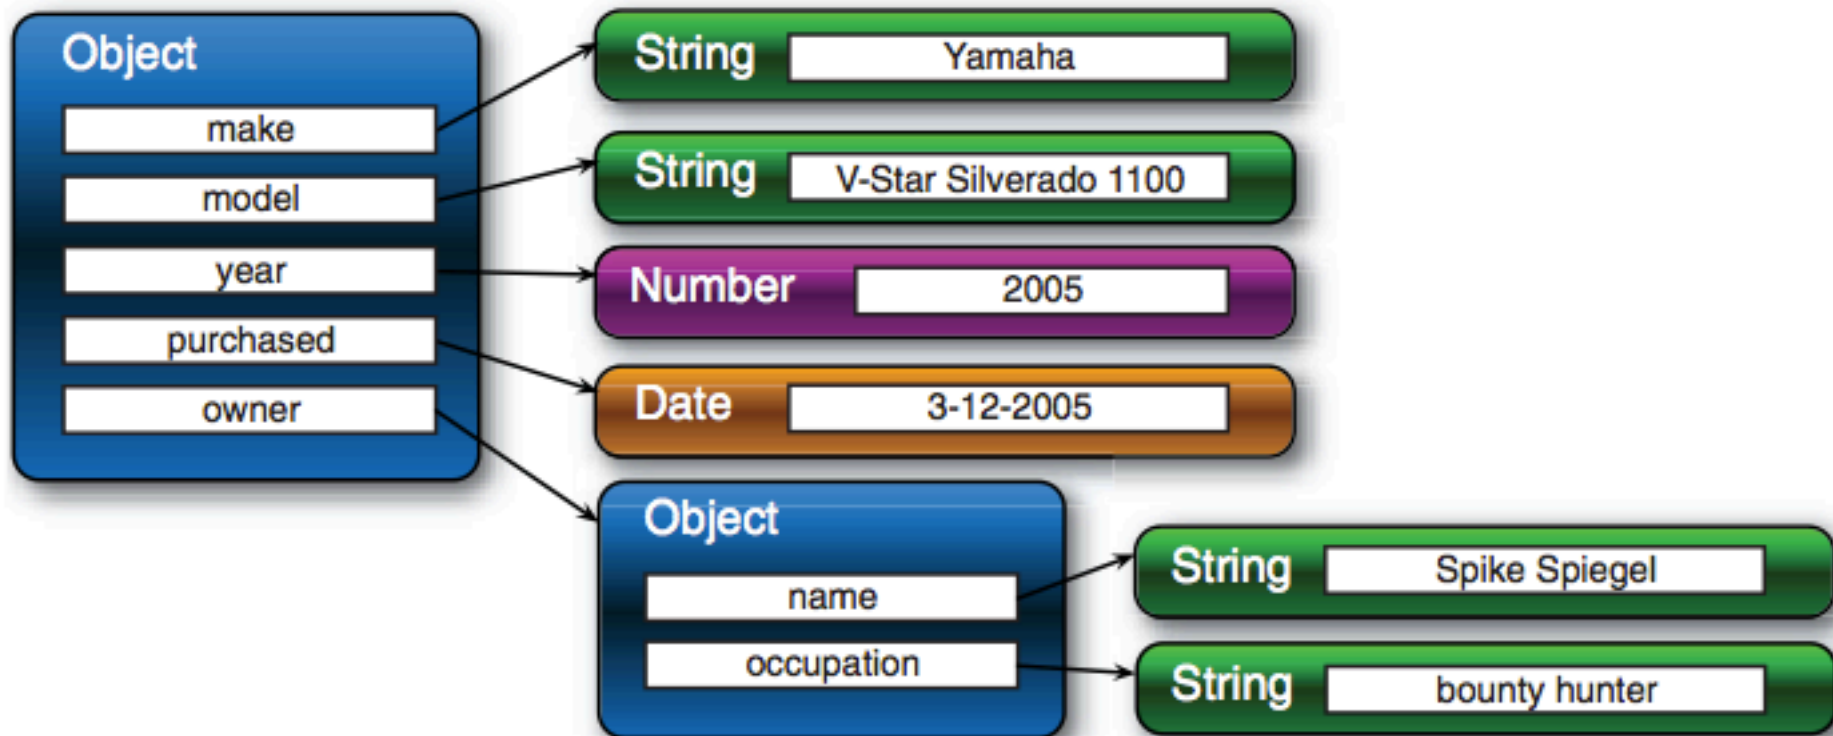 Object
make
model
year
purchased
owner
String Yamaha
String V-Star Silverado 1100
Number 2005
Date 3-12-2005
Object
name
occupation
String Spike Spiegel
String bounty hunter